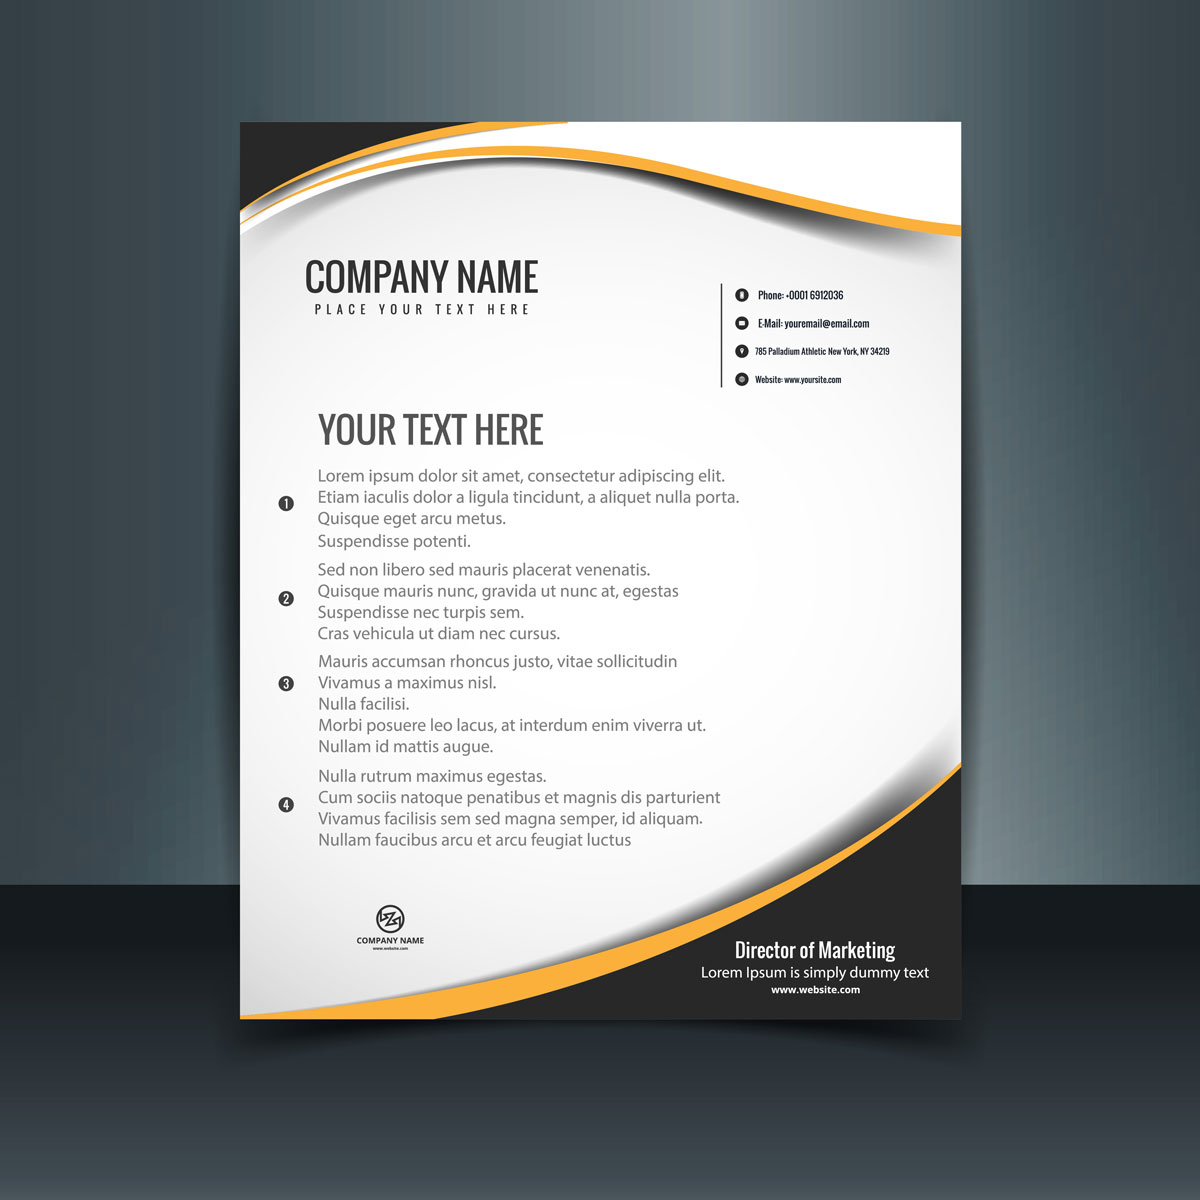 COMPANY NAME
PLACE YOUR TEXT HERE
Phone: +0001 6912036
E-Mail: youremail@email.com
785 Palladium Athletic New York, NY 34219
Website: www.yoursite.com
YOUR TEXT HERE
1
Lorem ipsum dolor sit amet, consectetur adipiscing elit.
Etiam iaculis dolor a ligula tincidunt, a aliquet nulla porta.
Quisque eget arcu metus.
Suspendisse potenti.
2
Sed non libero sed mauris placerat venenatis.
Quisque mauris nunc, gravida ut nunc at, egestas
Suspendisse nec turpis sem.
Cras vehicula ut diam nec cursus.
3
Mauris accumsan rhoncus justo, vitae sollicitudin
Vivamus a maximus nisl.
Nulla facilisi.
Morbi posuere leo lacus, at interdum enim viverra ut.
Nullam id mattis augue.
4
Nulla rutrum maximus egestas.
Cum sociis natoque penatibus et magnis dis parturient
Vivamus facilisis sem sed magna semper, id aliquam.
Nullam faucibus arcu et arcu feugiat luctus
COMPANY NAME
www.website.com
Director of Marketing
Lorem Ipsum is simply dummy text
www.website.com